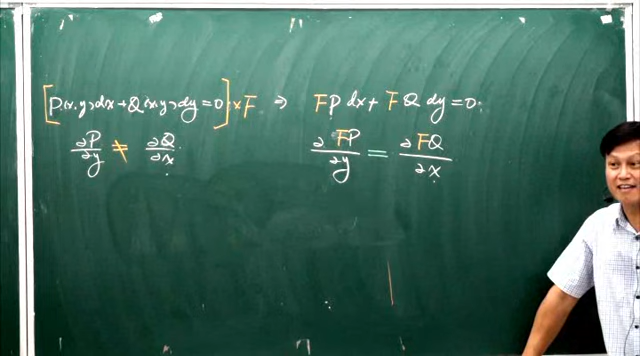 [P(x,y)dx+Q(x,y)dy=0]×F ⇒ FP dx + FQ dy = 0.
∂P/∂y ≠ ∂Q/∂x ∂FP/∂y = ∂FQ/∂x